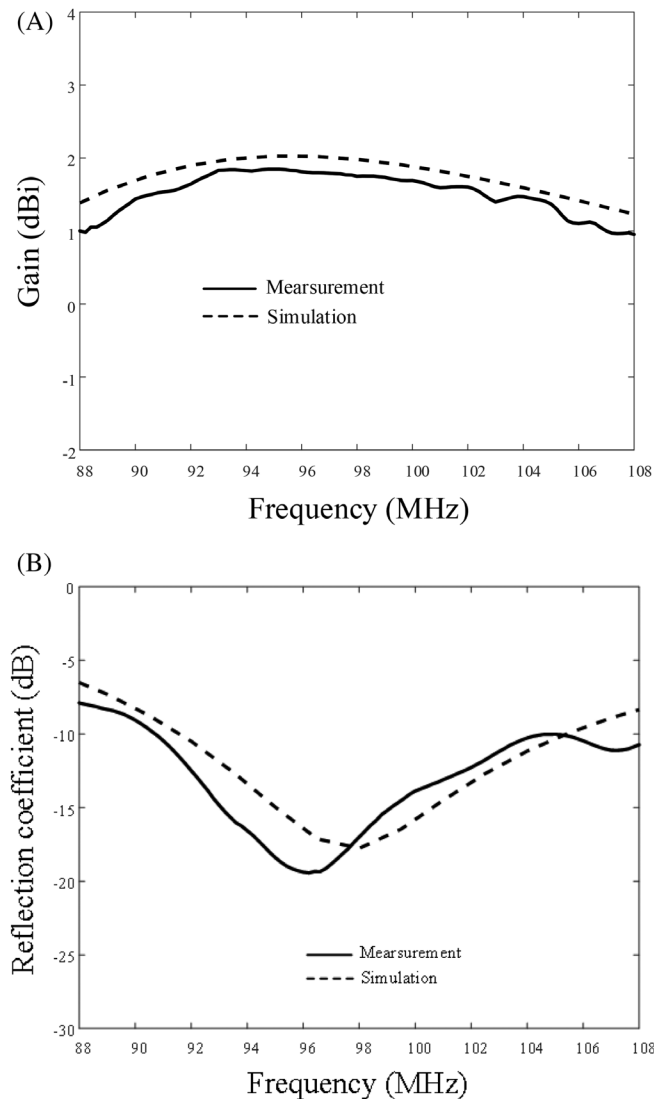 (A)
4
3
2
1
0
-1
-2
Gain (dBi)
Mearsurement
Simulation
88 90 92 94 96 98 100 102 104 106 108
Frequency (MHz)
(B)
0
-5
-10
-15
-20
-25
-30
Reflection coefficient (dB)
Mearsurement
Simulation
88 90 92 94 96 98 100 102 104 106 108
Frequency (MHz)